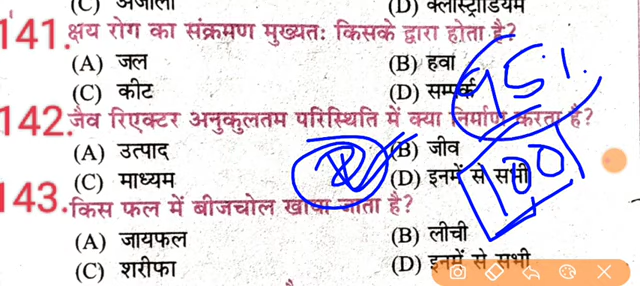 (C) अजोला (D) क्लास्ट्रीडियम
141. क्षय रोग का संक्रमण मुख्यतः किसके द्वारा होता है?
(A) जल (B) हवा
(C) कीट (D) सम्पर्क
95%
142. जैव रिएक्टर अनुकुलतम परिस्थिति में क्या निर्माण करता है?
(A) उत्पाद (B) जीव
(C) माध्यम (D) इनमें से सभी
100
143. किस फल में बीजचोल खाया जाता है?
(A) जायफल (B) लीची
(C) शरीफा (D) इनमें से सभी